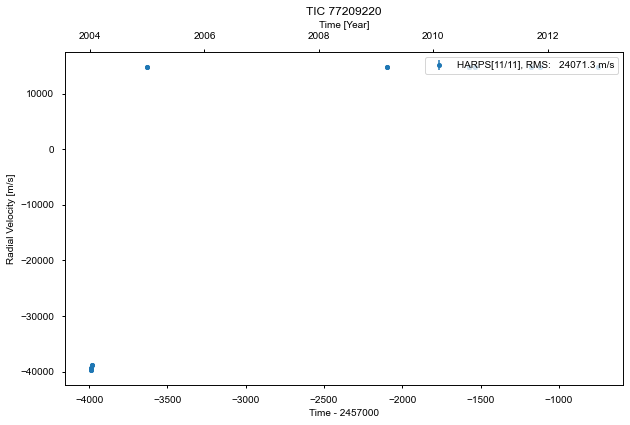 TIC 77209220
Time [Year]
2004 2006 2008 2010 2012
HARPS[11/11], RMS: 24071.3 m/s
10000
0
−10000
−20000
−30000
−40000
Radial Velocity [m/s]
−4000 −3500 −3000 −2500 −2000 −1500 −1000
Time - 2457000